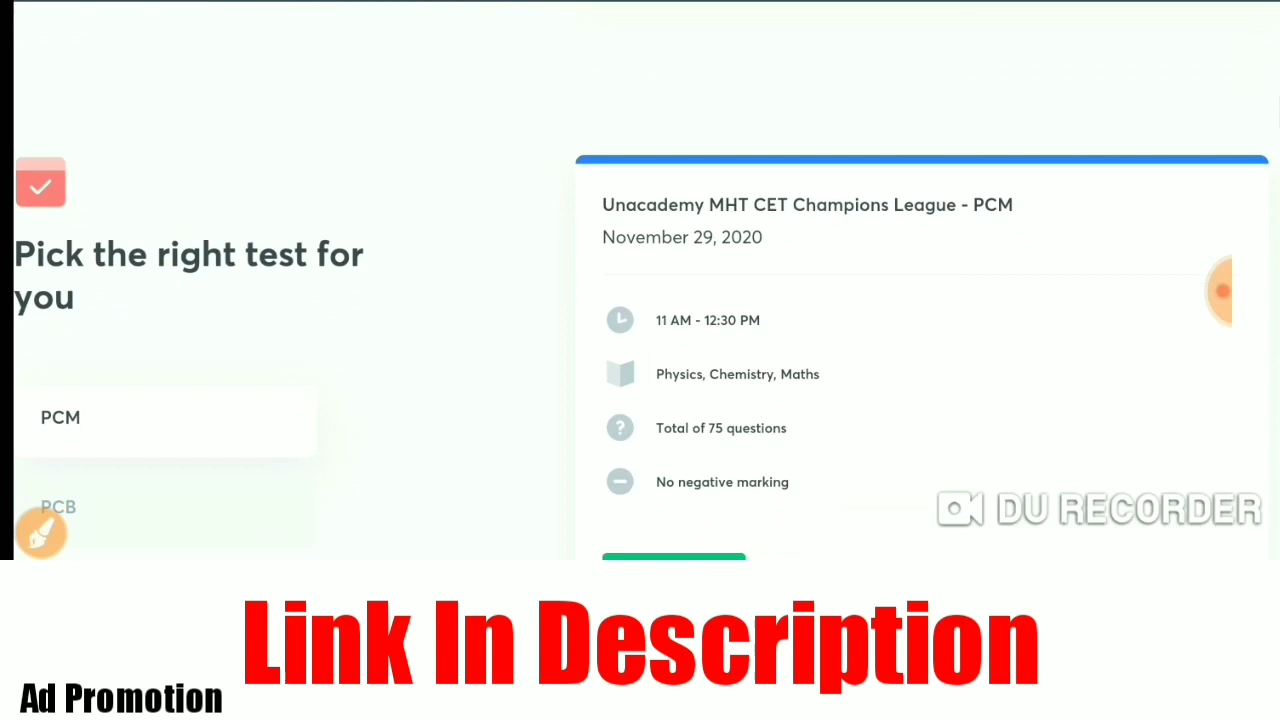 Pick the right test for
you
PCM
PCB
Unacademy MHT CET Champions League - PCM
November 29, 2020
11 AM - 12:30 PM
Physics, Chemistry, Maths
Total of 75 questions
No negative marking
DU RECORDER
Link In Description
Ad Promotion